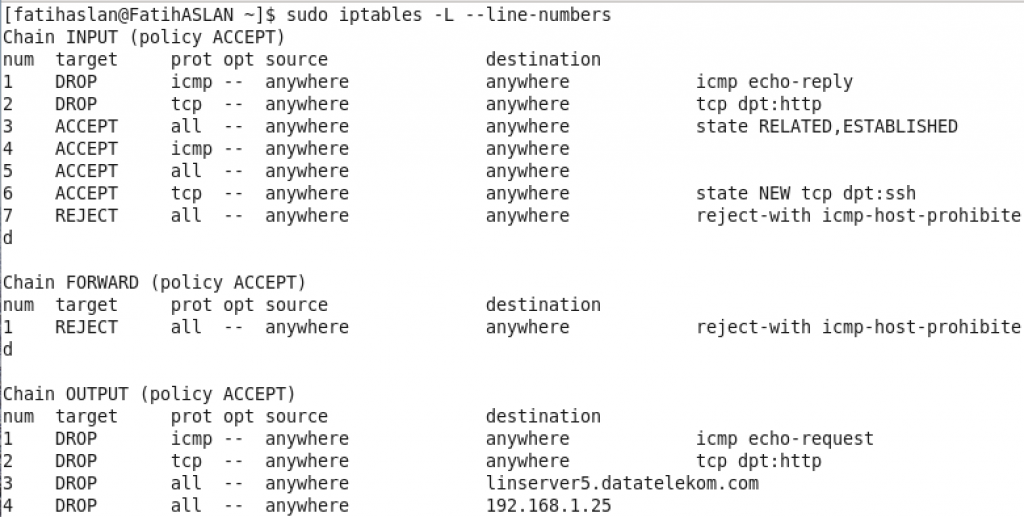 [fatihaslan@FatihASLAN ~]$ sudo iptables -L --line-numbers
Chain INPUT (policy ACCEPT)
num  target     prot opt source               destination
1    DROP       icmp --  anywhere             anywhere            icmp echo-reply
2    DROP       tcp  --  anywhere             anywhere            tcp dpt:http
3    ACCEPT     all  --  anywhere             anywhere            state RELATED,ESTABLISHED
4    ACCEPT     icmp --  anywhere             anywhere
5    ACCEPT     all  --  anywhere             anywhere
6    ACCEPT     tcp  --  anywhere             anywhere            state NEW tcp dpt:ssh
7    REJECT     all  --  anywhere             anywhere            reject-with icmp-host-prohibite
d
Chain FORWARD (policy ACCEPT)
num  target     prot opt source               destination
1    REJECT     all  --  anywhere             anywhere            reject-with icmp-host-prohibite
d
Chain OUTPUT (policy ACCEPT)
num  target     prot opt source               destination
1    DROP       icmp --  anywhere             anywhere            icmp echo-request
2    DROP       tcp  --  anywhere             anywhere            tcp dpt:http
3    DROP       all  --  anywhere             linserver5.datatelekom.com
4    DROP       all  --  anywhere             192.168.1.25